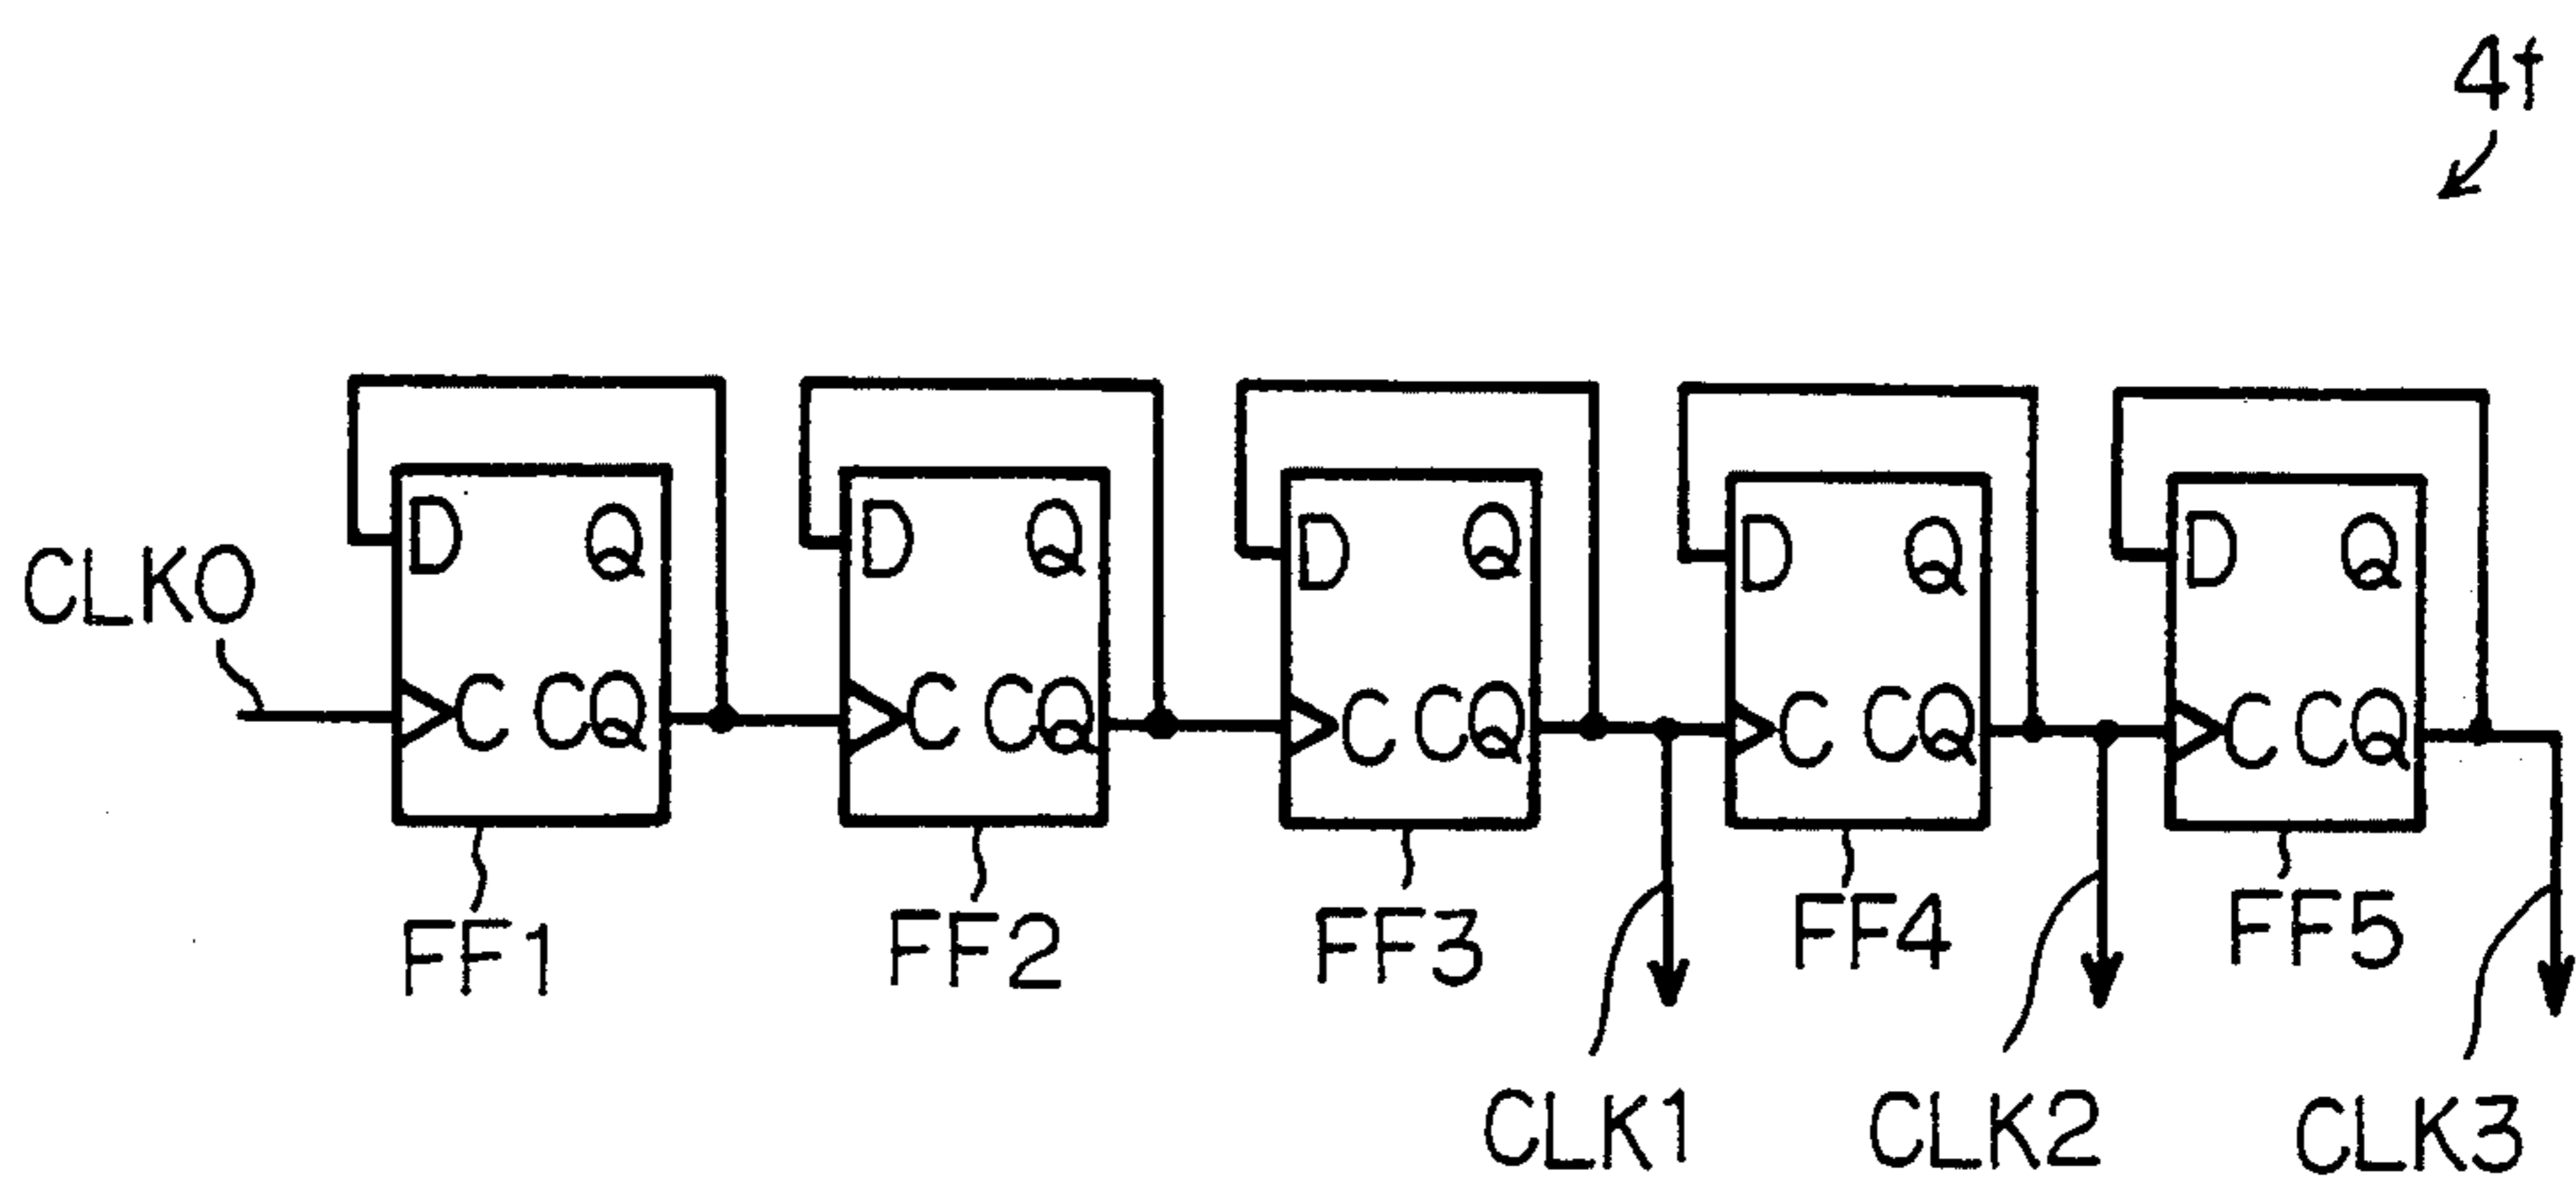 4f
CLK0
D Q D Q D Q D Q D Q
C CQ C CQ C CQ C CQ C CQ
FF1 FF2 FF3 FF4 FF5
CLK1 CLK2 CLK3